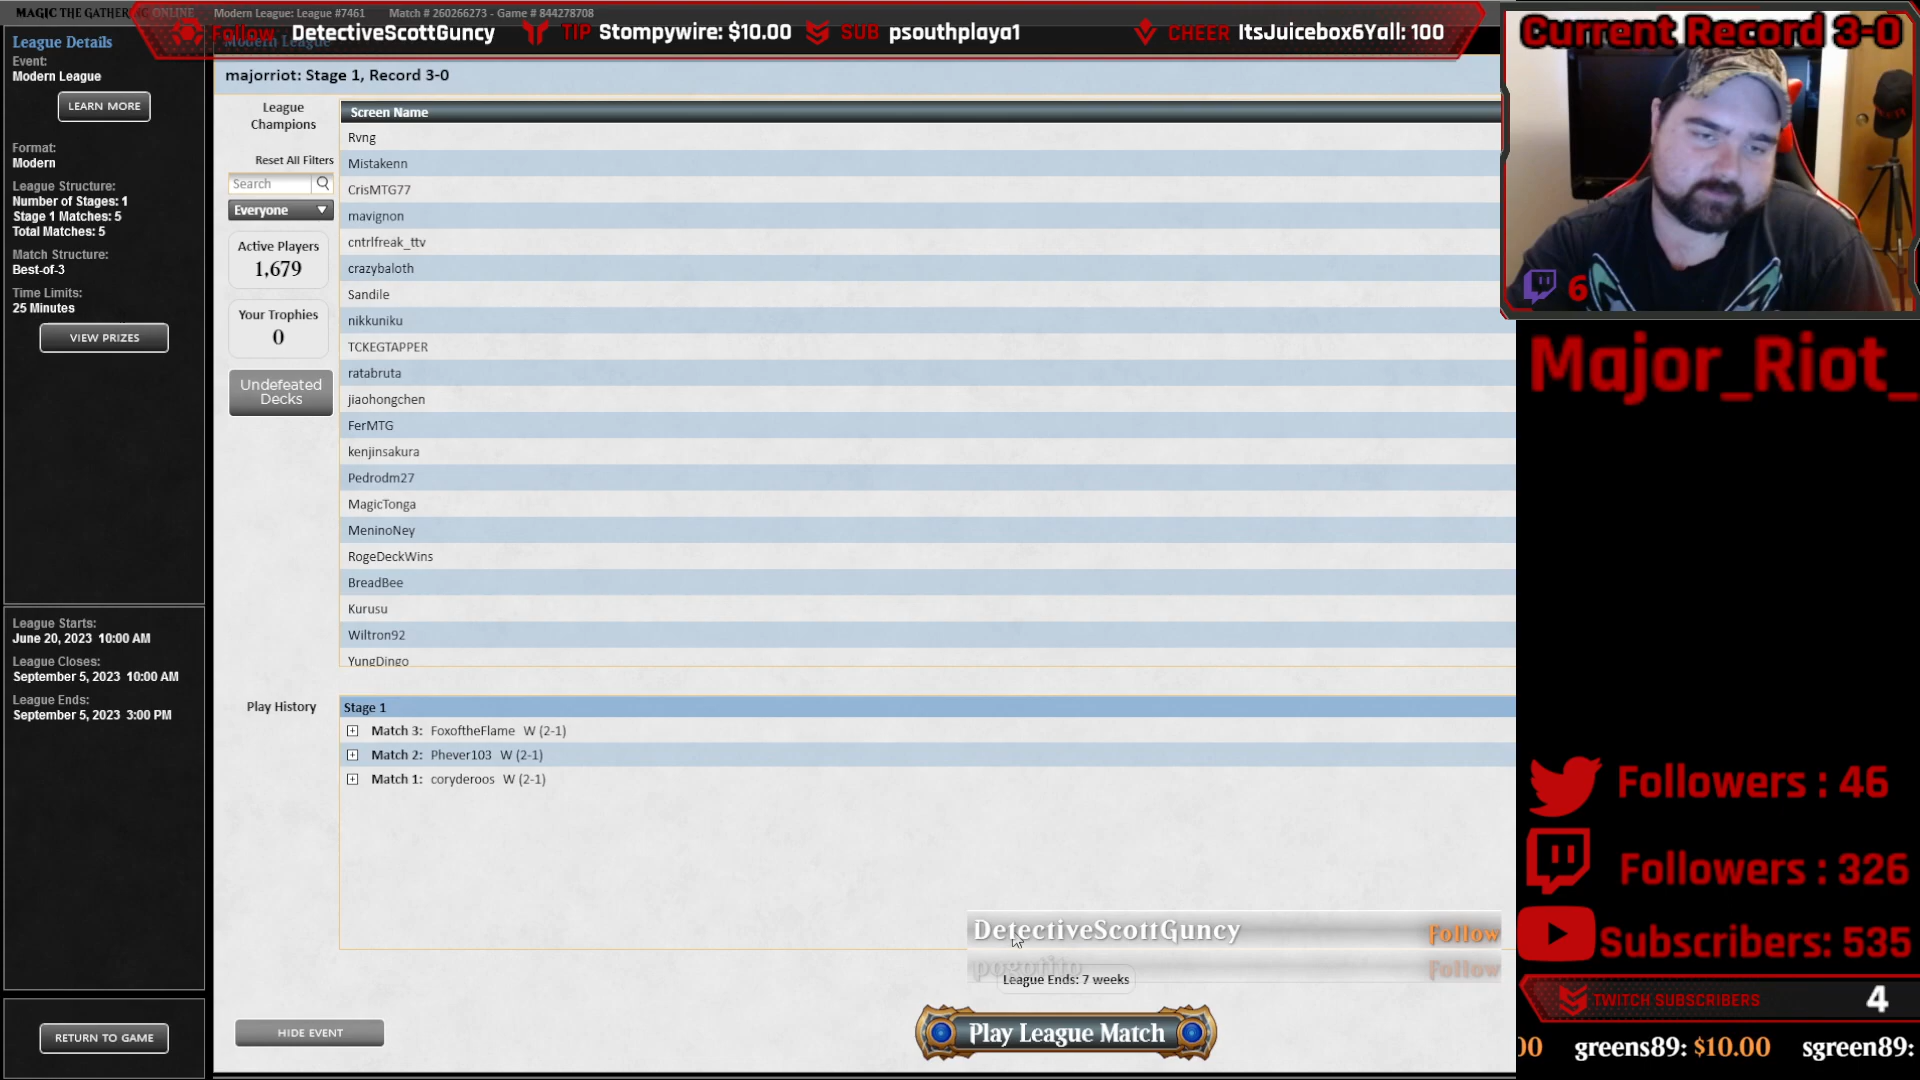 MAGIC THE GATHERING ONLINE
Modern League: League #7461 Match # 260266273 - Game # 844278708
Follow DetectiveScottGuncy TIP Stompywire: $10.00 SUB psouthplaya1 CHEER ItsJuicebox6Yall: 100
Current Record 3-0
League Details
Event:
Modern League
LEARN MORE
Format:
Modern
League Structure:
Number of Stages: 1
Stage 1 Matches: 5
Total Matches: 5
Match Structure:
Best-of-3
Time Limits:
25 Minutes
VIEW PRIZES
League Starts:
June 20, 2023 10:00 AM
League Closes:
September 5, 2023 10:00 AM
League Ends:
September 5, 2023 3:00 PM
RETURN TO GAME
Modern League
majorriot: Stage 1, Record 3-0
League
Champions
Reset All Filters
Search
Everyone
Active Players
1,679
Your Trophies
0
Undefeated
Decks
Screen Name
Rvng
Mistakenn
CrisMTG77
mavignon
cntrlfreak_ttv
crazybaloth
Sandile
nikkuniku
TCKEGTAPPER
ratabruta
jiaohongchen
FerMTG
kenjinsakura
Pedrodm27
MagicTonga
MeninoNey
RogeDeckWins
BreadBee
Kurusu
Wiltron92
YungDingo
Play History
Stage 1
Match 3: FoxoftheFlame W (2-1)
Match 2: Phever103 W (2-1)
Match 1: coryderoos W (2-1)
DetectiveScottGuncy Follow
Follow
League Ends: 7 weeks
HIDE EVENT
Play League Match
6
Major_Riot_
Followers : 46
Followers : 326
Subscribers: 535
TWITCH SUBSCRIBERS 4
00 greens89: $10.00 sgreen89: